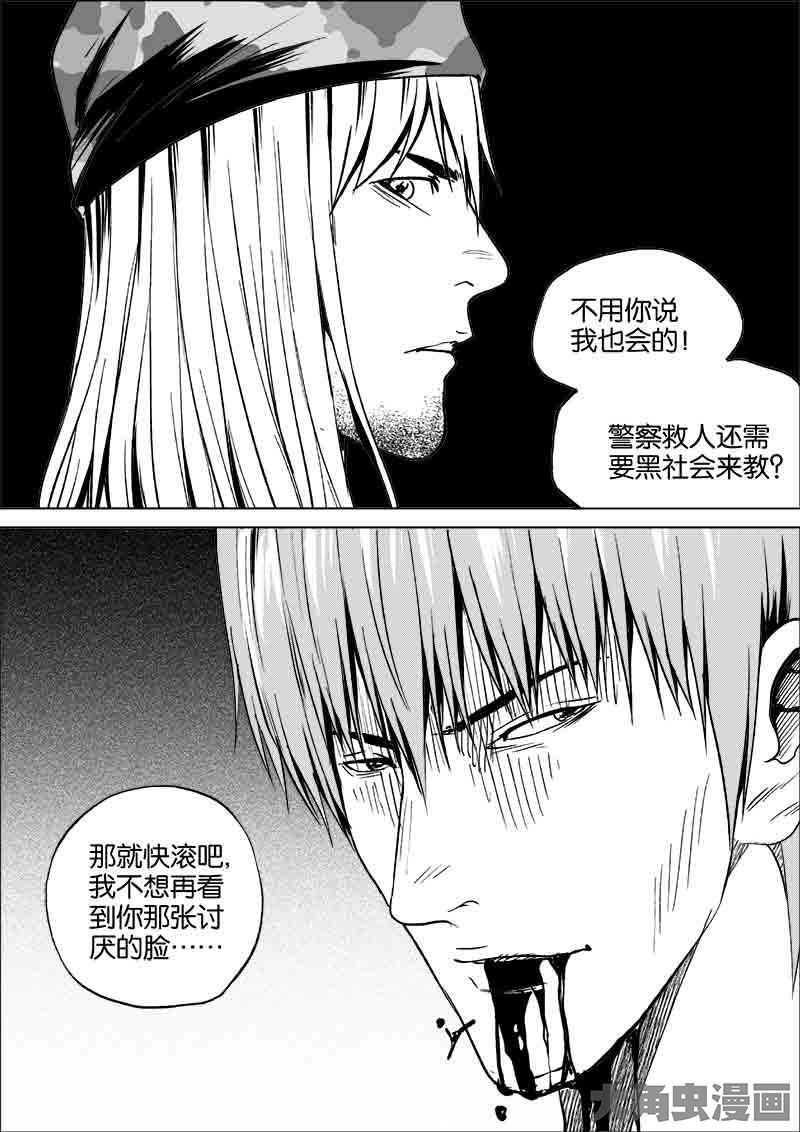 不用你说
我也会的！
警察救人还需
要黑社会来教？
那就快滚吧，
我不想再看
到你那张讨
厌的脸……
大角虫漫画